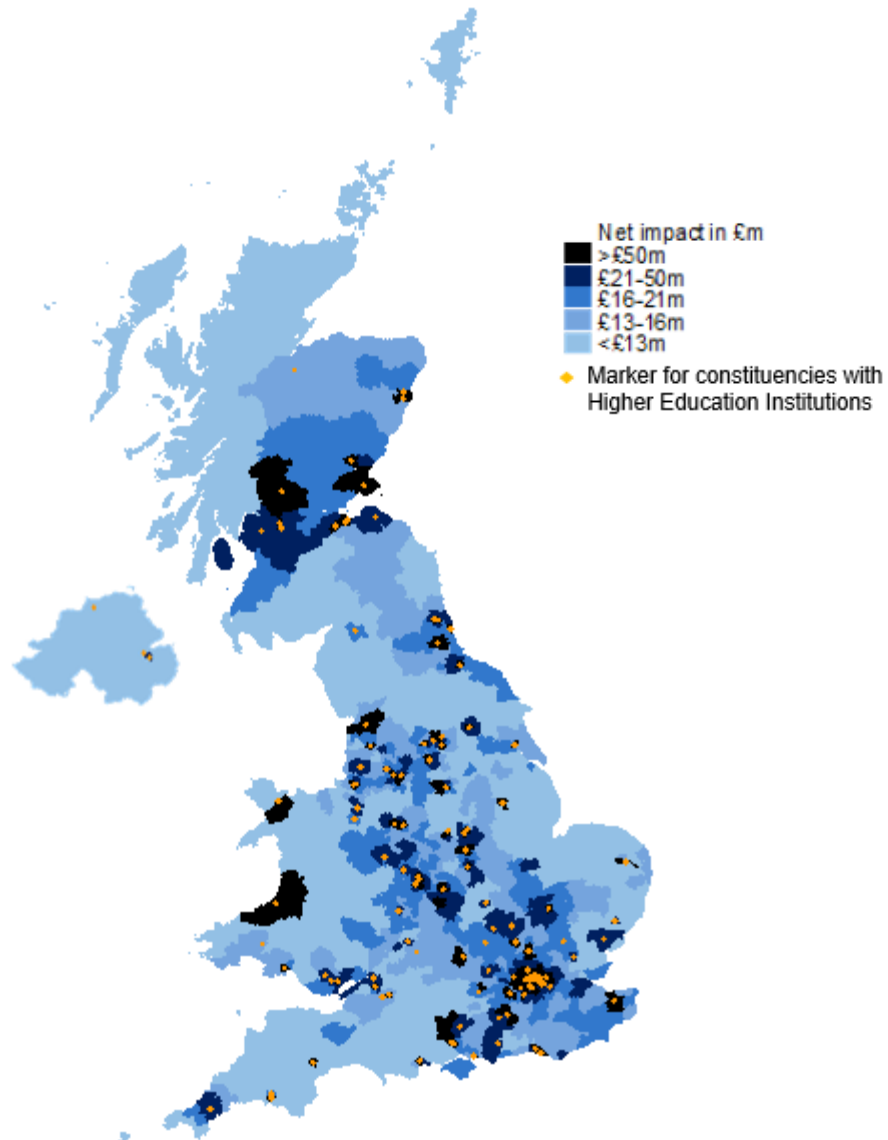 Net impact in £m
>£50m
£21-50m
£16-21m
£13-16m
<£13m
Marker for constituencies with
Higher Education Institutions